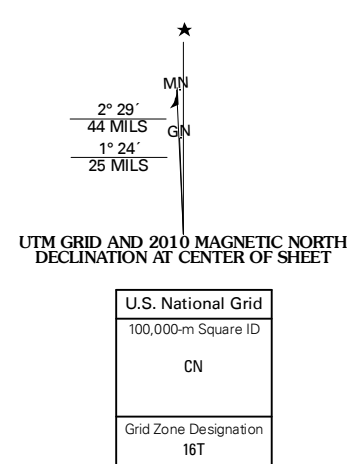 ★
MN
2° 29´
44 MILS
GN
1° 24´
25 MILS
UTM GRID AND 2010 MAGNETIC NORTH
DECLINATION AT CENTER OF SHEET
U.S. National Grid
100,000-m Square ID
CN
Grid Zone Designation
16T